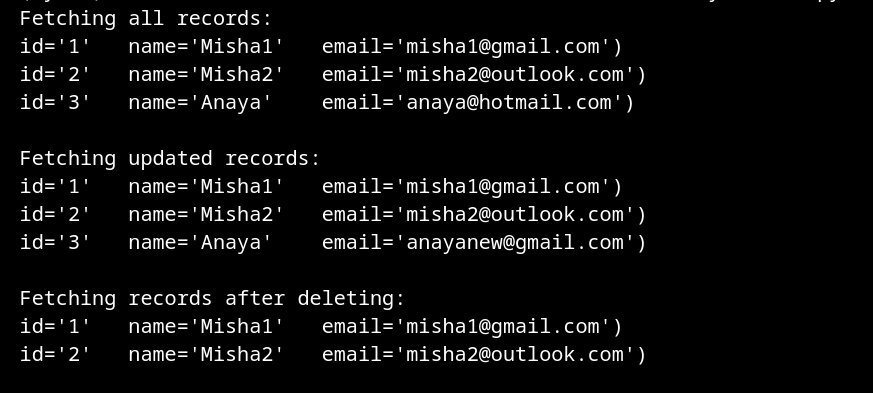 Fetching all records:
id='1'   name='Misha1'   email='misha1@gmail.com')
id='2'   name='Misha2'   email='misha2@outlook.com')
id='3'   name='Anaya'    email='anaya@hotmail.com')

Fetching updated records:
id='1'   name='Misha1'   email='misha1@gmail.com')
id='2'   name='Misha2'   email='misha2@outlook.com')
id='3'   name='Anaya'    email='anayanew@gmail.com')

Fetching records after deleting:
id='1'   name='Misha1'   email='misha1@gmail.com')
id='2'   name='Misha2'   email='misha2@outlook.com')